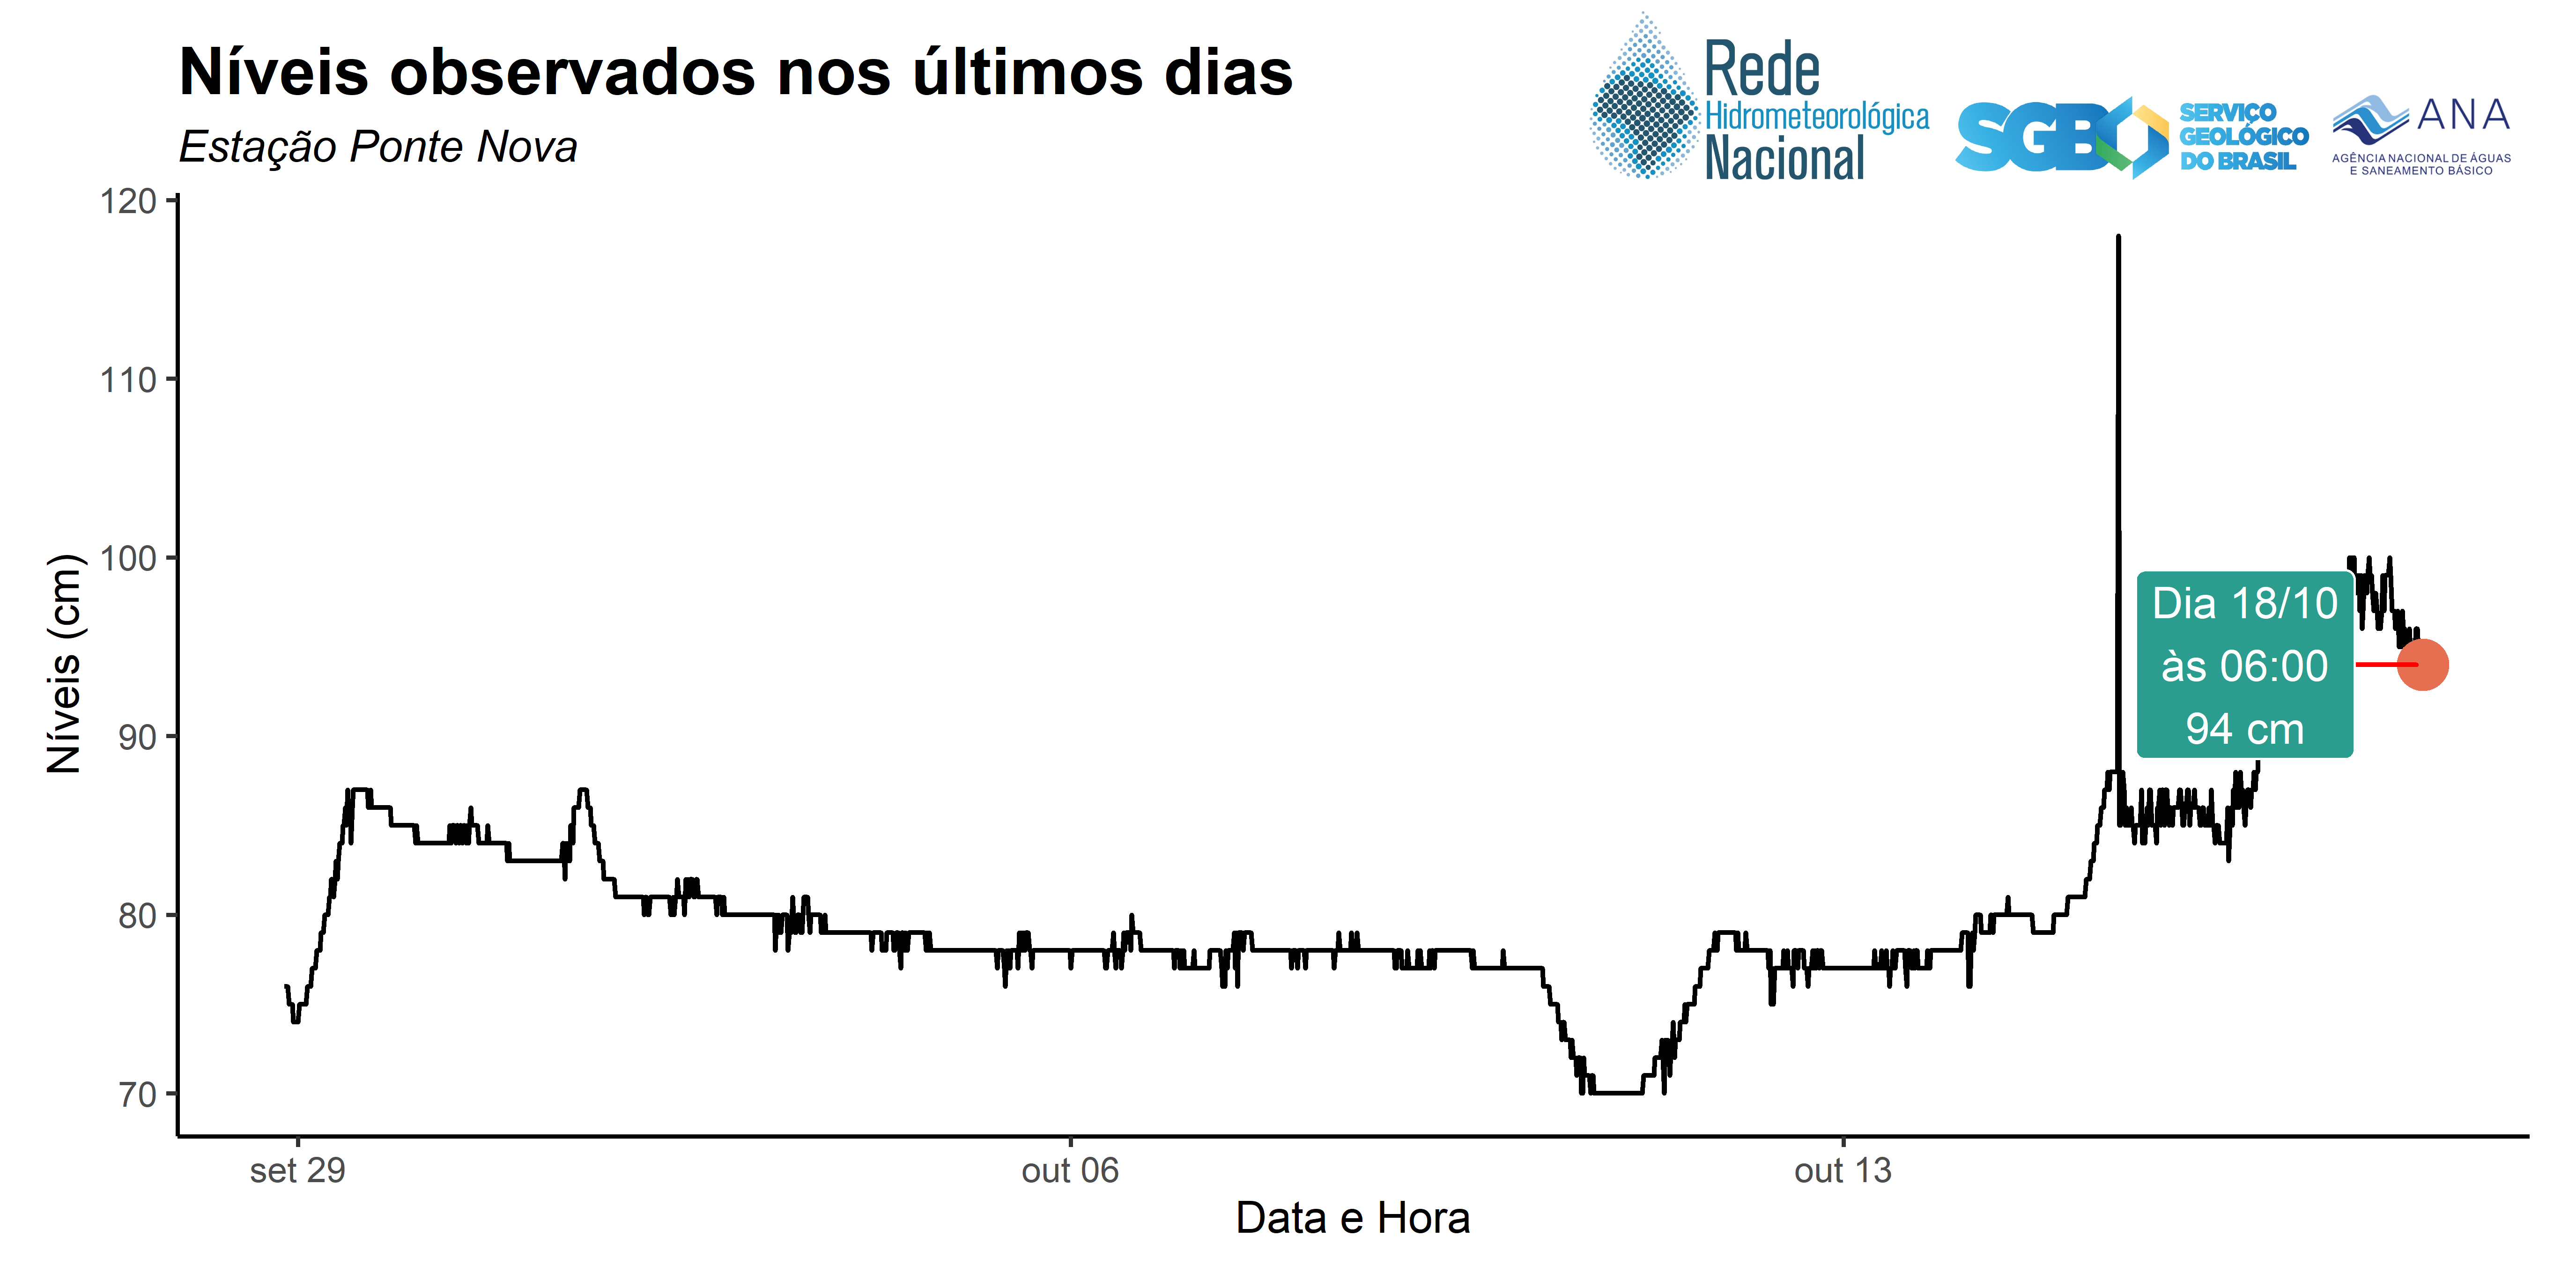 Níveis observados nos últimos dias
Estação Ponte Nova
Rede
Hidrometeorológica
Nacional
SGB
SERVIÇO
GEOLÓGICO
DO BRASIL
ANA
AGÊNCIA NACIONAL DE ÁGUAS
E SANEAMENTO BÁSICO
120
110
100
90
80
70
Níveis (cm)
Dia 18/10
às 06:00
94 cm
set 29
out 06
out 13
Data e Hora